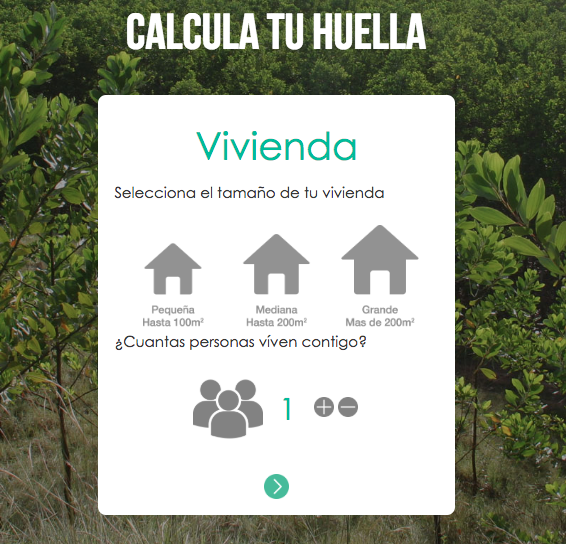 CALCULA TU HUELLA
Vivienda
Selecciona el tamaño de tu vivienda
Pequeña Mediana Grande
Hasta 100m² Hasta 200m² Mas de 200m²
¿Cuantas personas víven contigo?
1